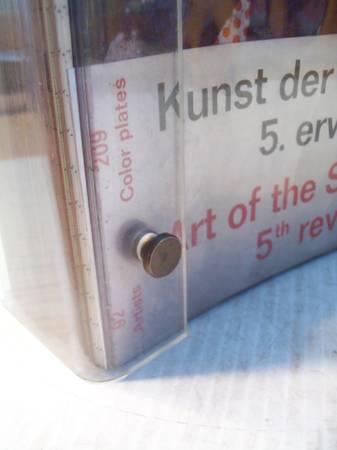 Kunst der
5. erw
Art of the S
5th rev
209
Color plates
92
Artists